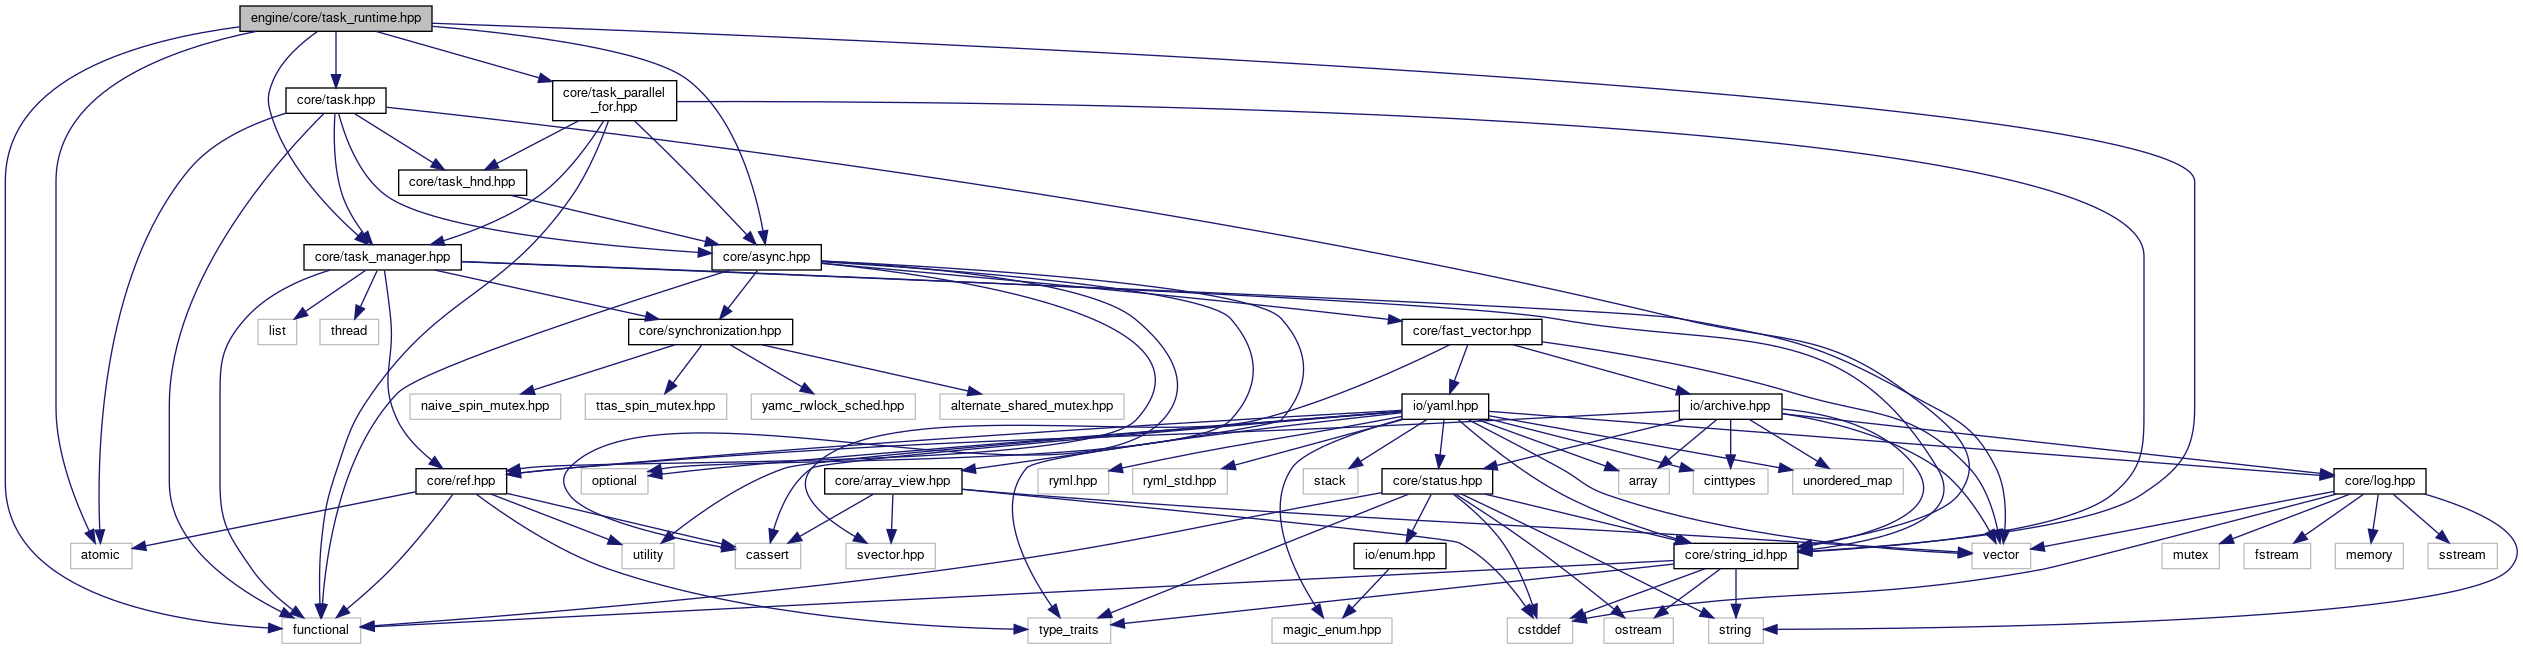 engine/core/task_runtime.hpp
core/task.hpp
core/task_parallel
_for.hpp
core/task_hnd.hpp
core/task_manager.hpp
core/async.hpp
list
thread
core/synchronization.hpp
core/fast_vector.hpp
naive_spin_mutex.hpp
ttas_spin_mutex.hpp
yamc_rwlock_sched.hpp
alternate_shared_mutex.hpp
io/yaml.hpp
io/archive.hpp
core/ref.hpp
optional
core/array_view.hpp
ryml.hpp
ryml_std.hpp
stack
core/status.hpp
array
cinttypes
unordered_map
core/log.hpp
atomic
utility
cassert
svector.hpp
io/enum.hpp
core/string_id.hpp
vector
mutex
fstream
memory
sstream
functional
type_traits
magic_enum.hpp
cstddef
ostream
string